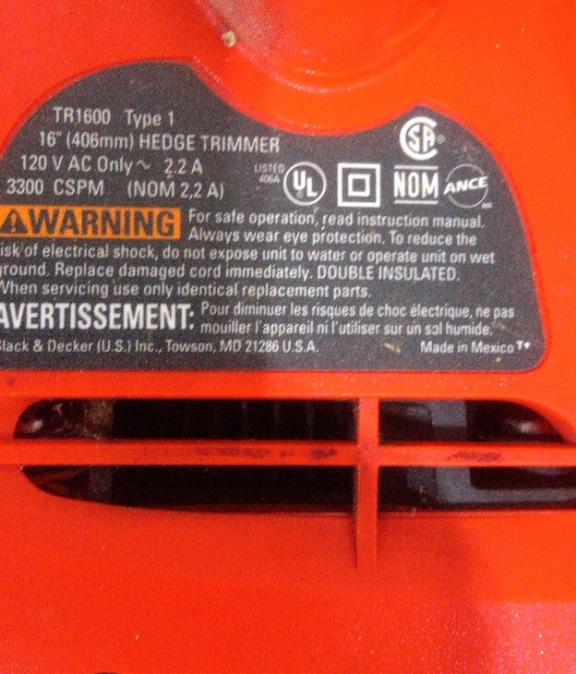 TR1600 Type 1
16" (406mm) HEDGE TRIMMER
120 V AC Only ~ 2.2 A
3300 CSPM (NOM 2,2 A)
LISTED
406A
UL
SA
NOM
ANCE
WARNING
For safe operation, read instruction manual.
Always wear eye protection. To reduce the
isk of electrical shock, do not expose unit to water or operate unit on wet
ground. Replace damaged cord immediately. DOUBLE INSULATED.
When servicing use only identical replacement parts.
AVERTISSEMENT:
Pour diminuer les risques de choc électrique, ne pas
mouiller l'appareil ni l'utiliser sur un sol humide.
lack & Decker (U.S.) Inc., Towson, MD 21286 U.S.A. Made in Mexico